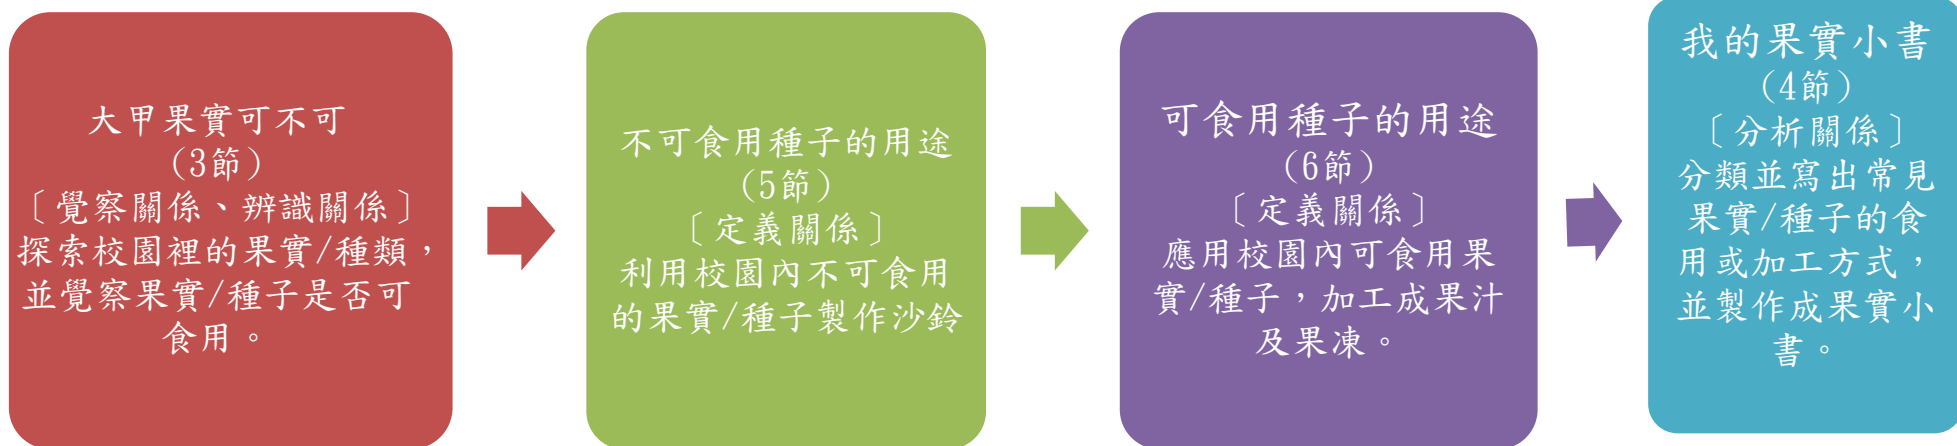 大甲果實可不可
(3節)
〔覺察關係、辨識關係〕
探索校園裡的果實/種類，
並覺察果實/種子是否可
食用。
不可食用種子的用途
(5節)
〔定義關係〕
利用校園內不可食用
的果實/種子製作沙鈴
可食用種子的用途
(6節)
〔定義關係〕
應用校園內可食用果
實/種子，加工成果汁
及果凍。
我的果實小書
(4節)
〔分析關係〕
分類並寫出常見
果實/種子的食
用或加工方式，
並製作成果實小
書。